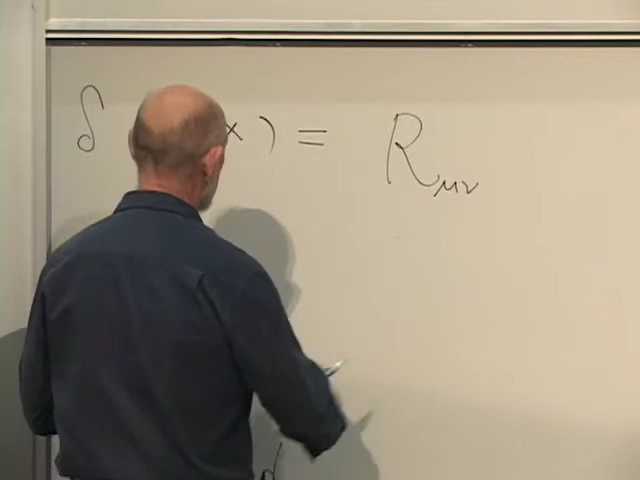 δ x) = Rμν